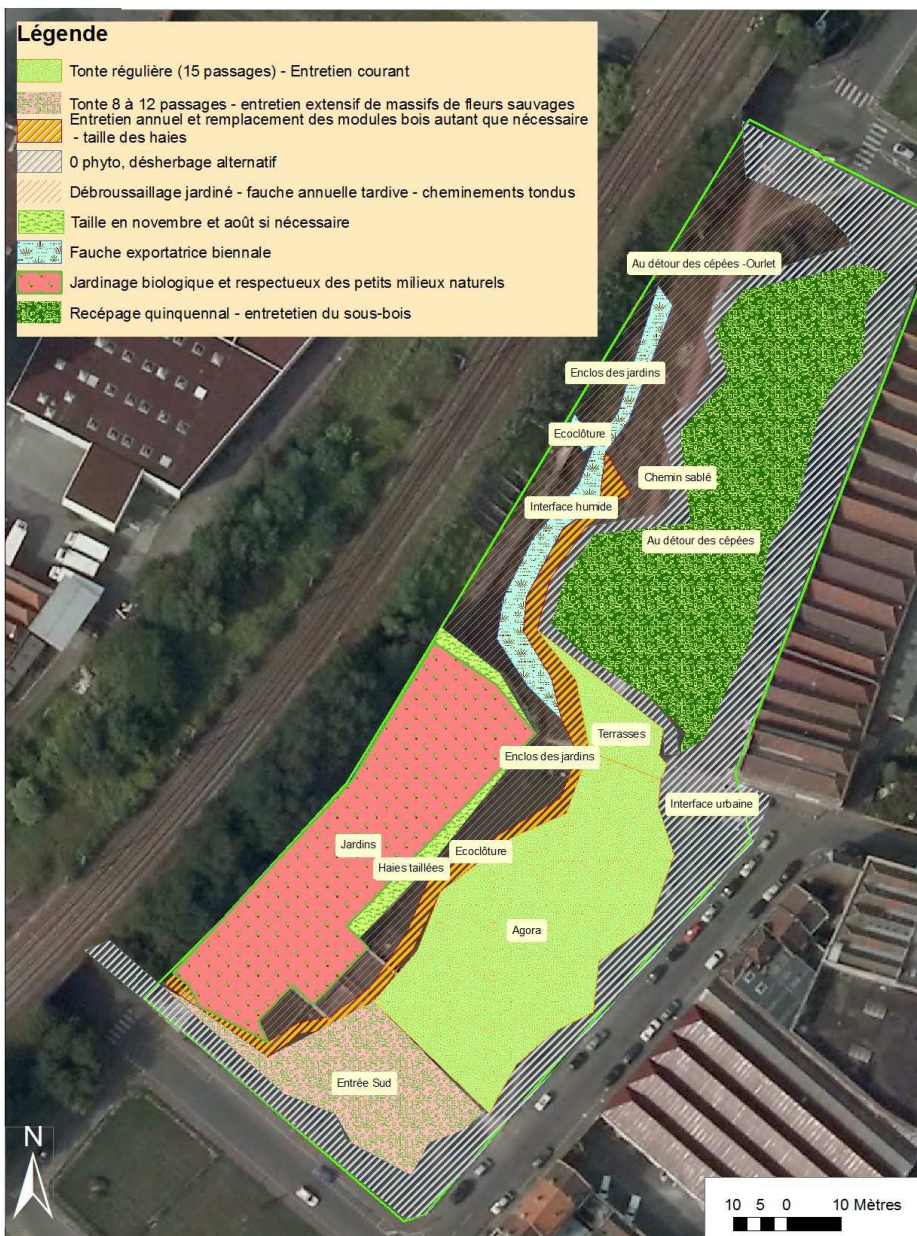 Légende
Tonte régulière (15 passages) - Entretien courant
Tonte 8 à 12 passages - entretien extensif de massifs de fleurs sauvages
Entretien annuel et remplacement des modules bois autant que nécessaire
- taille des haies
0 phyto, désherbage alternatif
Débroussaillage jardiné - fauche annuelle tardive - cheminements tondus
Taille en novembre et août si nécessaire
Fauche exportatrice biennale
Jardinage biologique et respectueux des petits milieux naturels
Recépage quinquennal - entretetien du sous-bois
Au détour des cépées -Ourlet
Enclos des jardins
Ecoclôture
Chemin sablé
Interface humide
Au détour des cépées
Terrasses
Enclos des jardins
Interface urbaine
Jardins
Ecoclôture
Haies taillées
Agora
Entrée Sud
N
10 5 0 10 Mètres